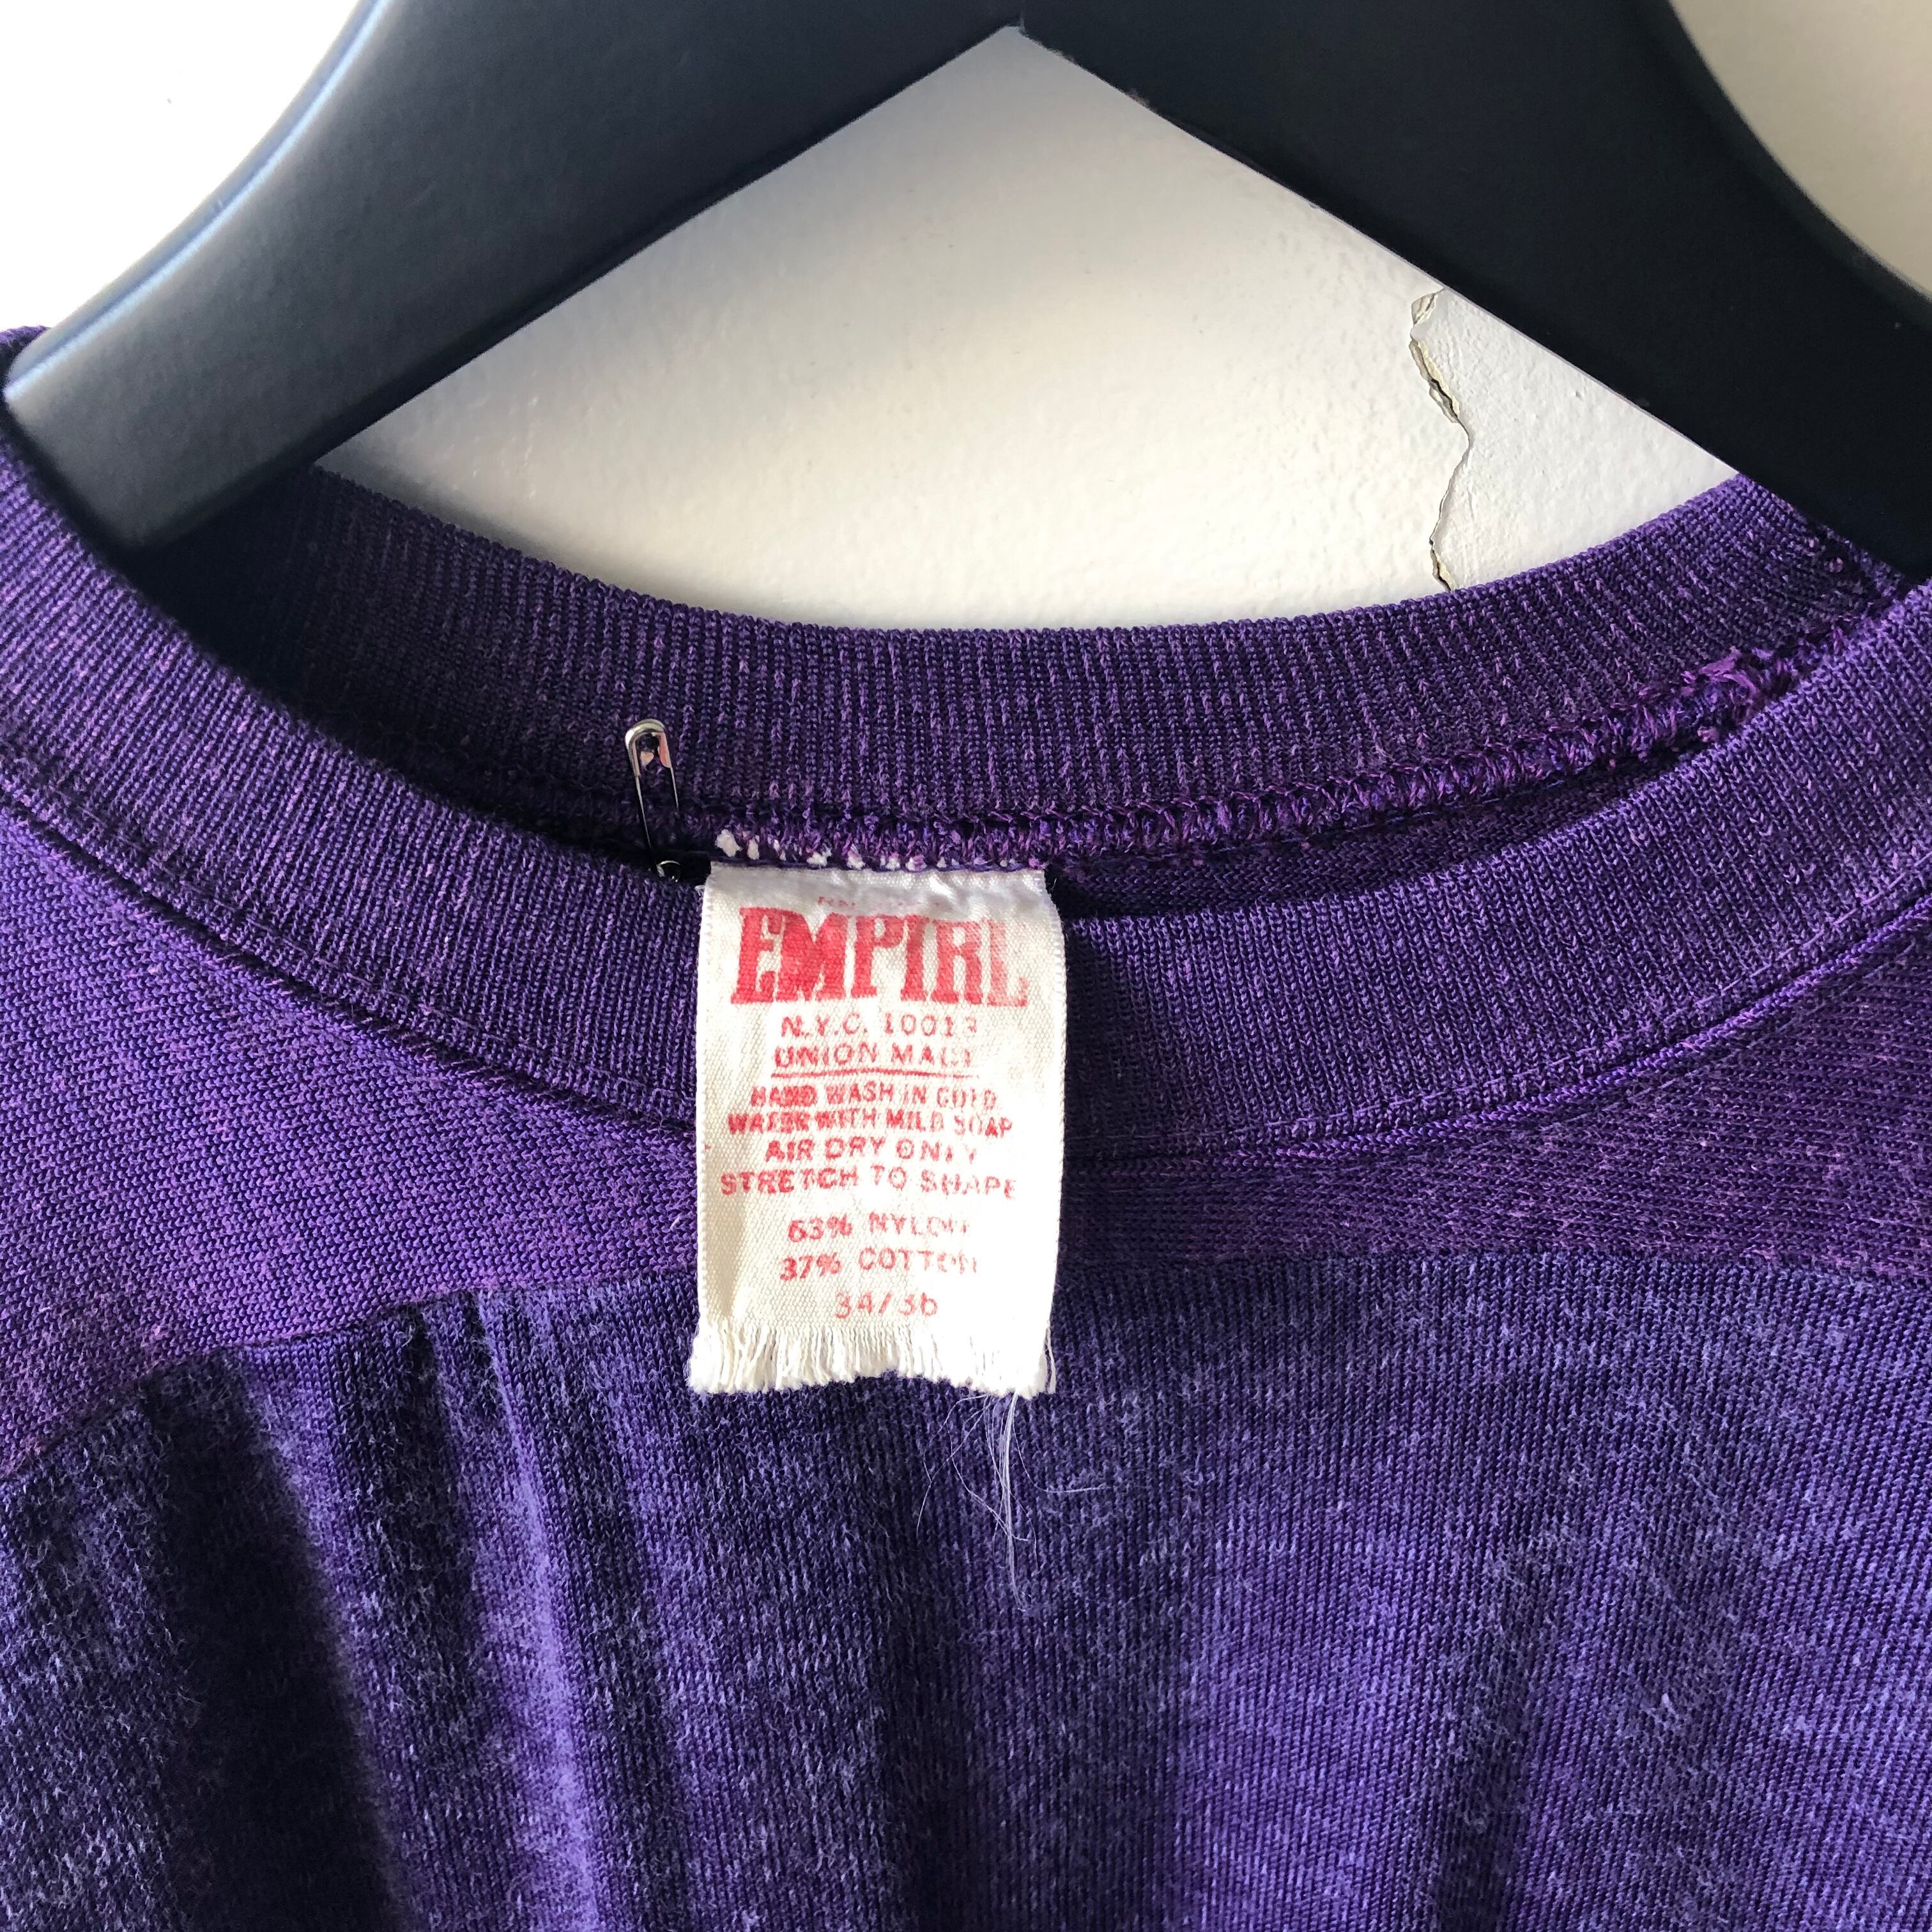 EMPIRE
N.Y.C. 10013
UNION MADE
HAND WASH IN COLD
WATER WITH MILD SOAP
AIR DRY ONLY
STRETCH TO SHAPE
63% NYLON
37% COTTON
34/36